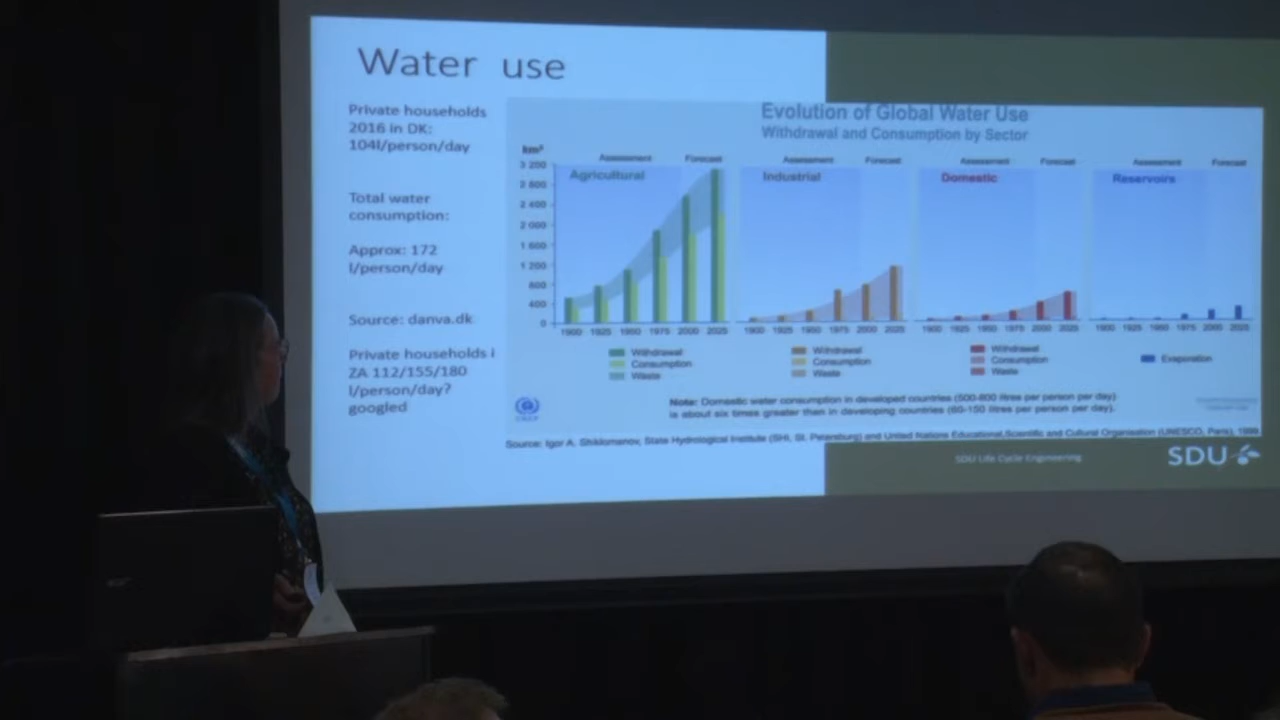 Water use
Private households
2016 in DK:
104l/person/day
Total water
consumption:
Approx: 172
l/person/day
Source: danva.dk
Private households i
ZA 112/155/180
l/person/day?
googled
Evolution of Global Water Use
Withdrawal and Consumption by Sector
km³
3 200
2 800
2 400
2 000
1 600
1 200
800
400
0
Assessment Forecast
Agricultural
1900 1925 1950 1975 2000 2025
Withdrawal
Consumption
Waste
Assessment Forecast
Industrial
1900 1925 1950 1975 2000 2025
Withdrawal
Consumption
Waste
Assessment Forecast
Domestic
1900 1925 1950 1975 2000 2025
Withdrawal
Consumption
Waste
Assessment Forecast
Reservoirs
1900 1925 1950 1975 2000 2025
Evaporation
UNEP
Note: Domestic water consumption in developed countries (500-800 litres per person per day)
is about six times greater than in developing countries (60-150 litres per person per day).
Source: Igor A. Shiklomanov, State Hydrological Institute (SHI, St. Petersburg) and United Nations Educational, Scientific and Cultural Organisation (UNESCO, Paris), 1999
SDU Life Cycle Engineering
SDU